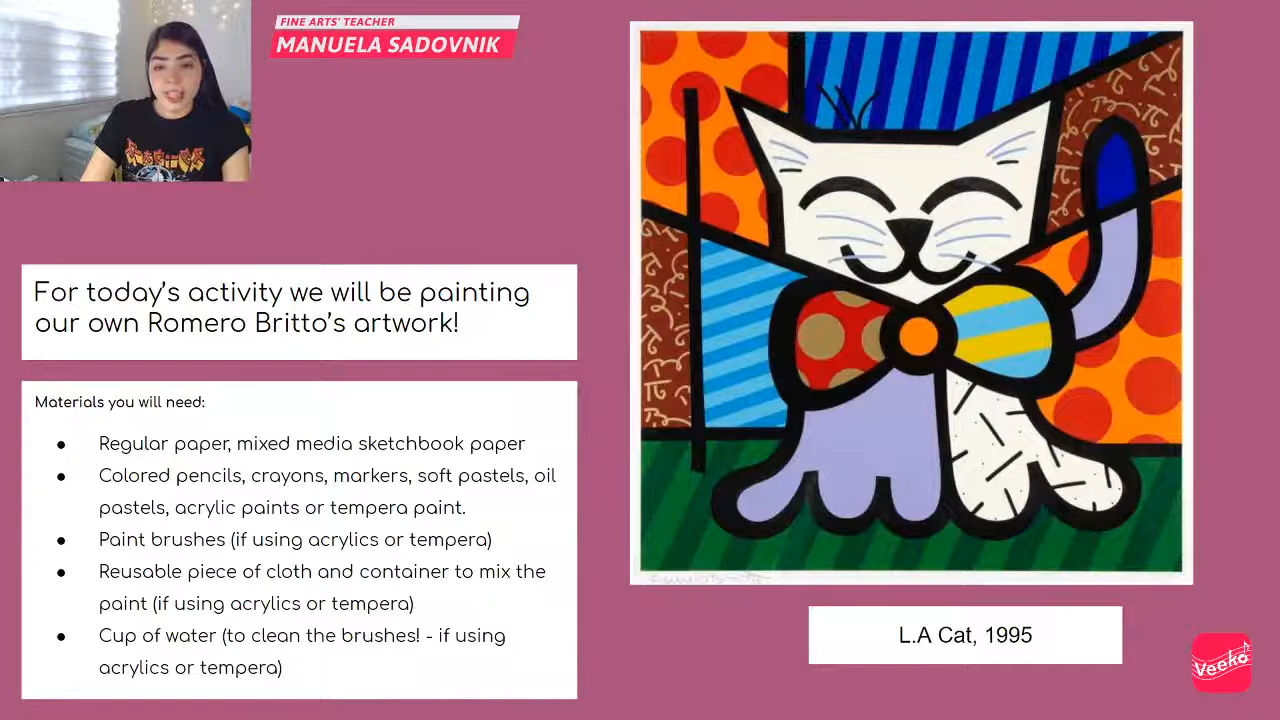 FINE ARTS' TEACHER
MANUELA SADOVNIK
For today's activity we will be painting
our own Romero Britto's artwork!
Materials you will need:
● Regular paper, mixed media sketchbook paper
● Colored pencils, crayons, markers, soft pastels, oil
pastels, acrylic paints or tempera paint.
● Paint brushes (if using acrylics or tempera)
● Reusable piece of cloth and container to mix the
paint (if using acrylics or tempera)
● Cup of water (to clean the brushes! - if using
acrylics or tempera)
L.A Cat, 1995
Veeko